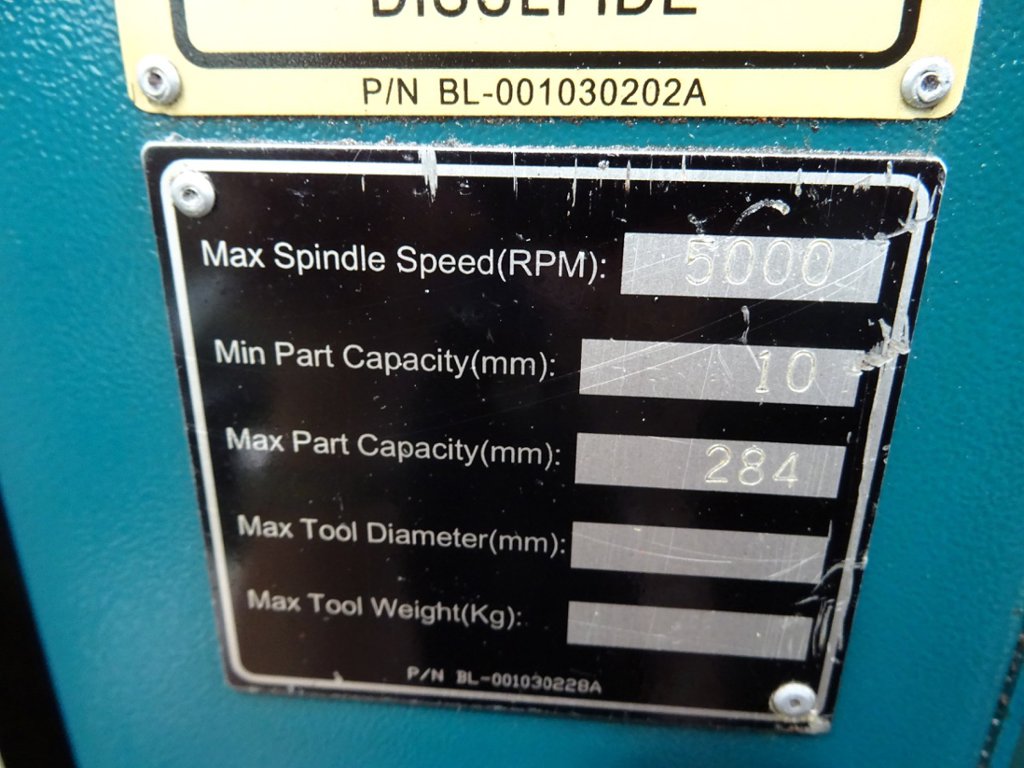 P/N BL-001030202A
Max Spindle Speed(RPM): 5000
Min Part Capacity(mm): 10
Max Part Capacity(mm): 284
Max Tool Diameter(mm):
Max Tool Weight(Kg):
P/N BL-001030228A